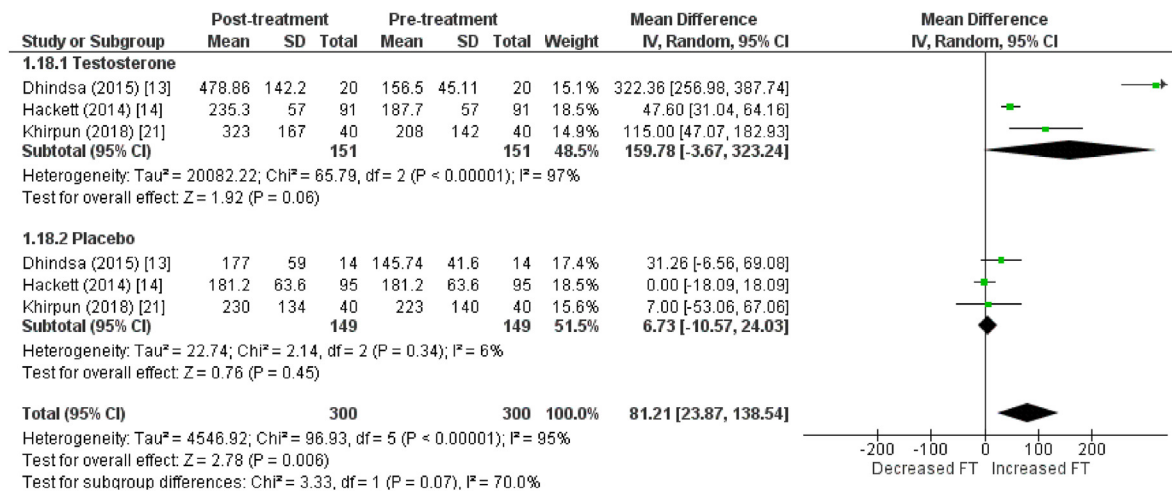 Post-treatment Pre-treatment Mean Difference Mean Difference
Study or Subgroup Mean SD Total Mean SD Total Weight IV, Random, 95% CI IV, Random, 95% CI
1.18.1 Testosterone
Dhindsa (2015) [13] 478.86 142.2 20 156.5 45.11 20 15.1% 322.36 [256.98, 387.74]
Hackett (2014) [14] 235.3 57 91 187.7 57 91 18.5% 47.60 [31.04, 64.16]
Khirpun (2018) [21] 323 167 40 208 142 40 14.9% 115.00 [47.07, 182.93]
Subtotal (95% CI) 151 151 48.5% 159.78 [-3.67, 323.24]
Heterogeneity: Tau² = 20082.22; Chi² = 65.79, df = 2 (P < 0.00001); I² = 97%
Test for overall effect: Z = 1.92 (P = 0.06)
1.18.2 Placebo
Dhindsa (2015) [13] 177 59 14 145.74 41.6 14 17.4% 31.26 [-6.56, 69.08]
Hackett (2014) [14] 181.2 63.6 95 181.2 63.6 95 18.5% 0.00 [-18.09, 18.09]
Khirpun (2018) [21] 230 134 40 223 140 40 15.6% 7.00 [-53.06, 67.06]
Subtotal (95% CI) 149 149 51.5% 6.73 [-10.57, 24.03]
Heterogeneity: Tau² = 22.74; Chi² = 2.14, df = 2 (P = 0.34); I² = 6%
Test for overall effect: Z = 0.76 (P = 0.45)
Total (95% CI) 300 300 100.0% 81.21 [23.87, 138.54]
Heterogeneity: Tau² = 4546.92; Chi² = 96.93, df = 5 (P < 0.00001); I² = 95%
Test for overall effect: Z = 2.78 (P = 0.006)
Test for subgroup differences: Chi² = 3.33, df = 1 (P = 0.07), I² = 70.0%
-200 -100 0 100 200
Decreased FT Increased FT